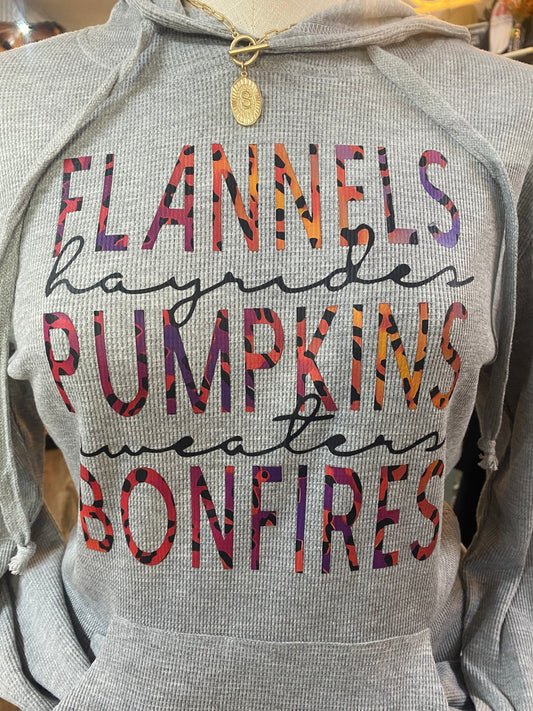 FLANNELS
hayrides
PUMPKINS
sweaters
BONFIRES